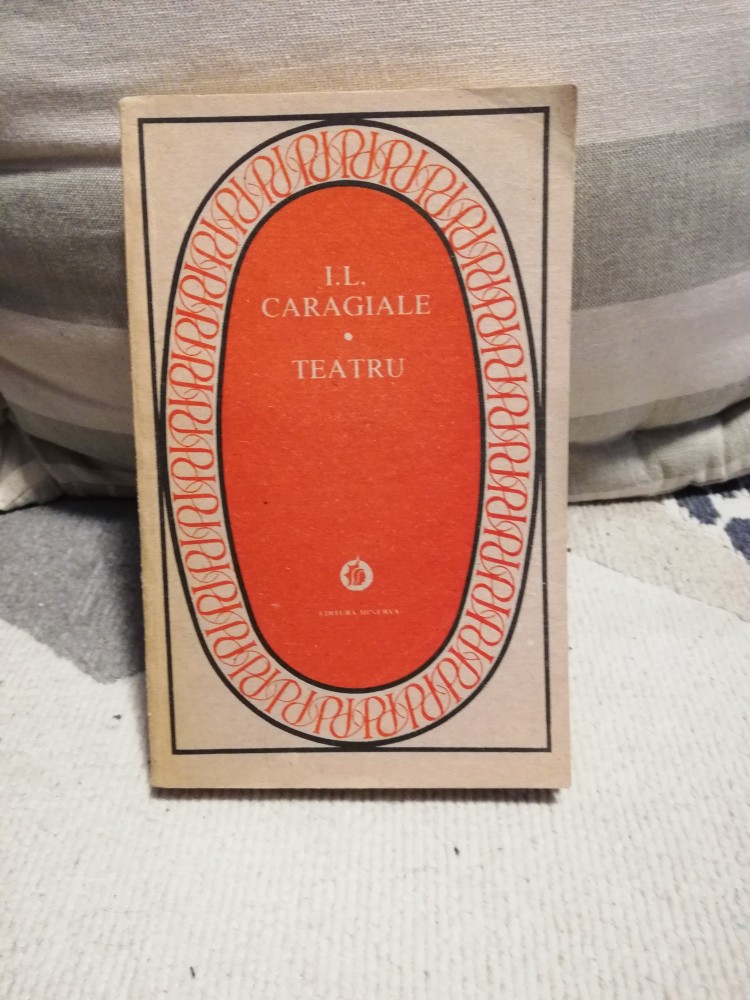 I.L.
CARAGIALE
•
TEATRU
EDITURA MINERVA